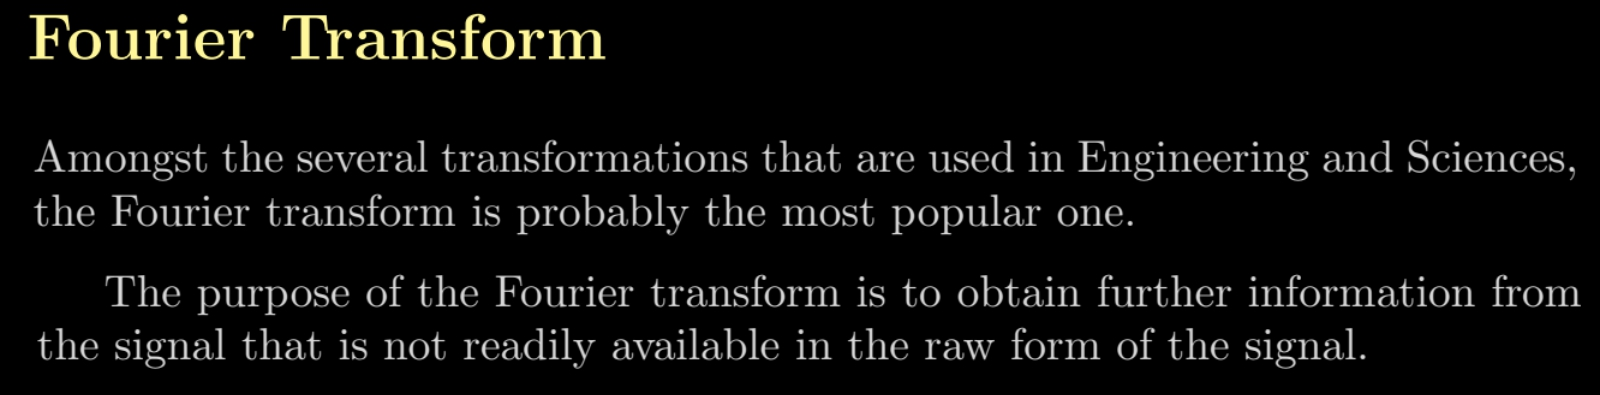 Fourier Transform
Amongst the several transformations that are used in Engineering and Sciences,
the Fourier transform is probably the most popular one.
The purpose of the Fourier transform is to obtain further information from
the signal that is not readily available in the raw form of the signal.